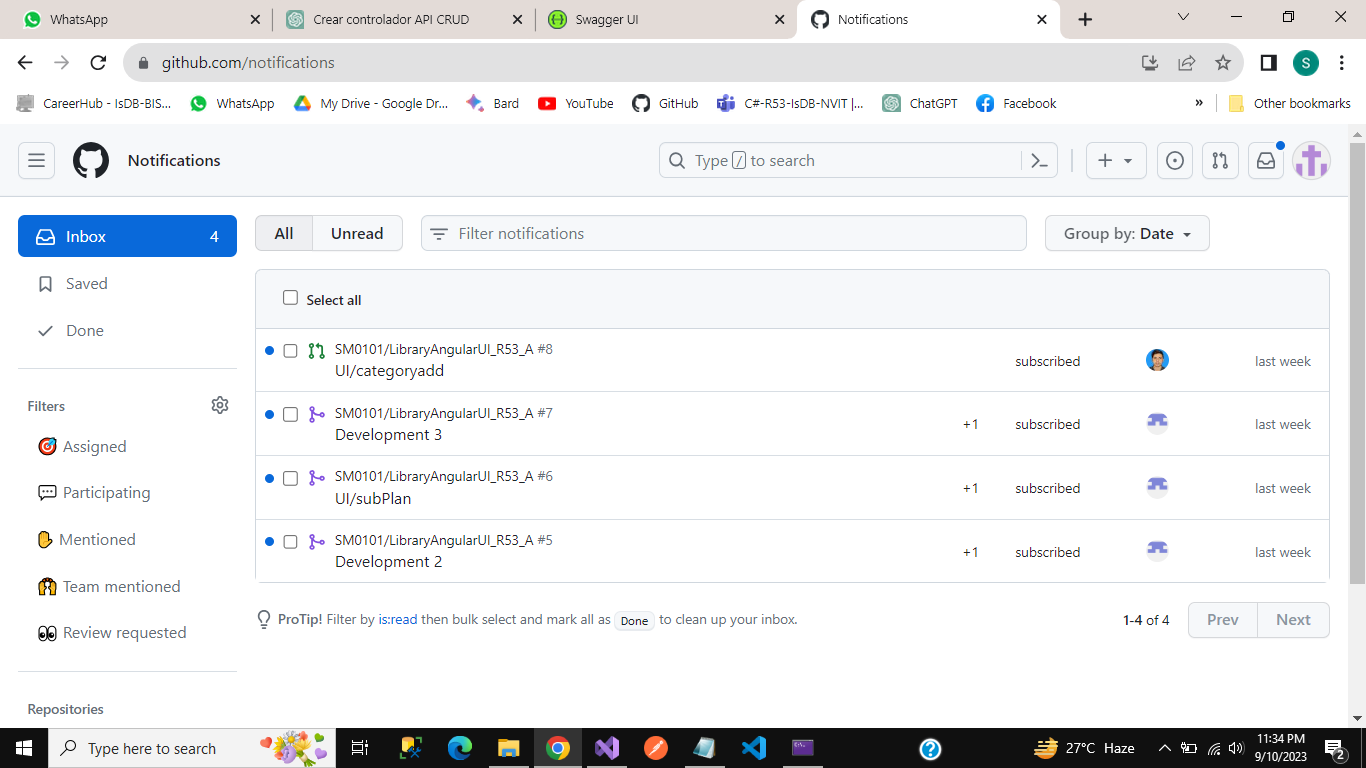 WhatsApp
Crear controlador API CRUD
Swagger UI
Notifications
github.com/notifications
S
CareerHub - IsDB-BIS...
WhatsApp
My Drive - Google Dr...
Bard
YouTube
GitHub
C#-R53-IsDB-NVIT |...
ChatGPT
Facebook
»
Other bookmarks
Notifications
Type / to search
Inbox 4
Saved
Done
Filters
Assigned
Participating
Mentioned
Team mentioned
Review requested
Repositories
All
Unread
Filter notifications
Group by: Date
Select all
SM0101/LibraryAngularUI_R53_A #8
UI/categoryadd
subscribed
last week
SM0101/LibraryAngularUI_R53_A #7
Development 3
+1
subscribed
last week
SM0101/LibraryAngularUI_R53_A #6
UI/subPlan
+1
subscribed
last week
SM0101/LibraryAngularUI_R53_A #5
Development 2
+1
subscribed
last week
ProTip! Filter by is:read then bulk select and mark all as Done to clean up your inbox.
1-4 of 4
Prev
Next
Type here to search
27°C Haze
11:34 PM
9/10/2023
2